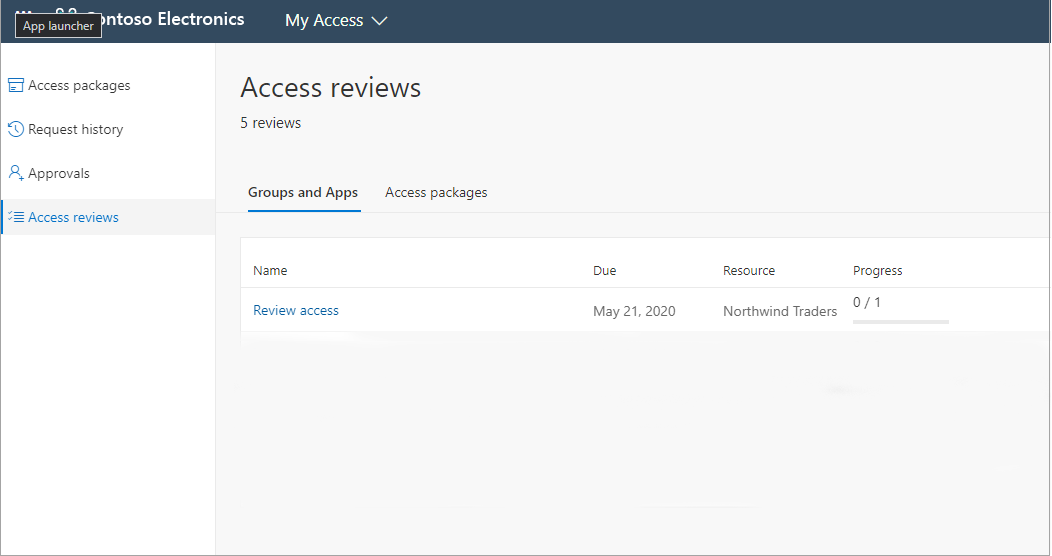 App launcher
Contoso Electronics
My Access
Access packages
Request history
Approvals
Access reviews
Access reviews
5 reviews
Groups and Apps
Access packages
Name Due Resource Progress
Review access May 21, 2020 Northwind Traders 0 / 1